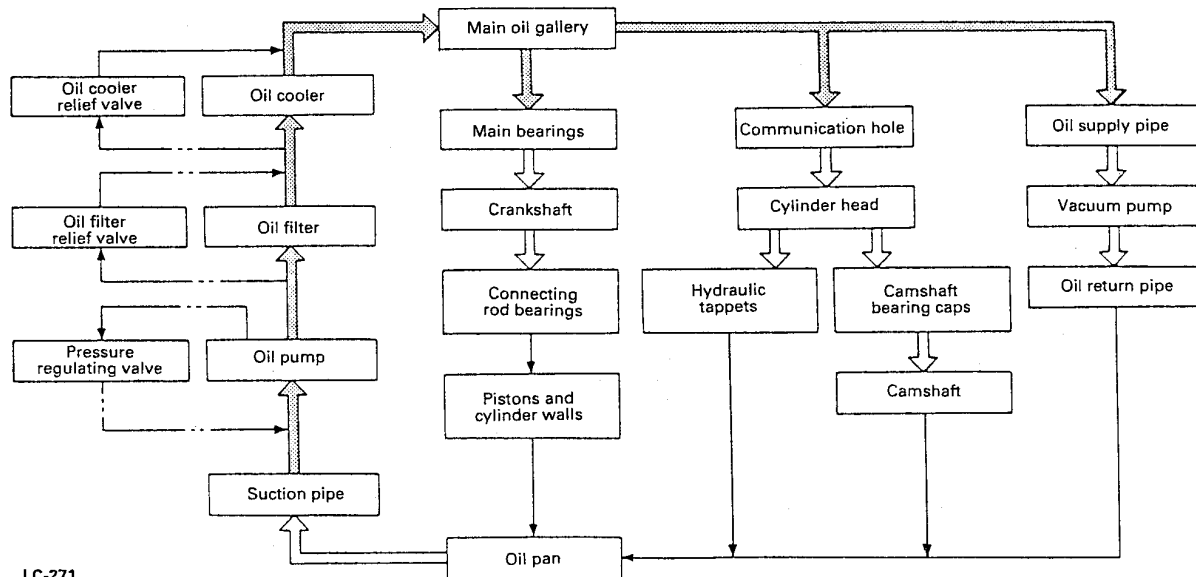 Main oil gallery
Oil cooler
relief valve
Oil cooler
Main bearings
Communication hole
Oil supply pipe
Oil filter
relief valve
Oil filter
Crankshaft
Cylinder head
Vacuum pump
Connecting
rod bearings
Hydraulic
tappets
Camshaft
bearing caps
Oil return pipe
Pressure
regulating valve
Oil pump
Pistons and
cylinder walls
Camshaft
Suction pipe
Oil pan
LC-271